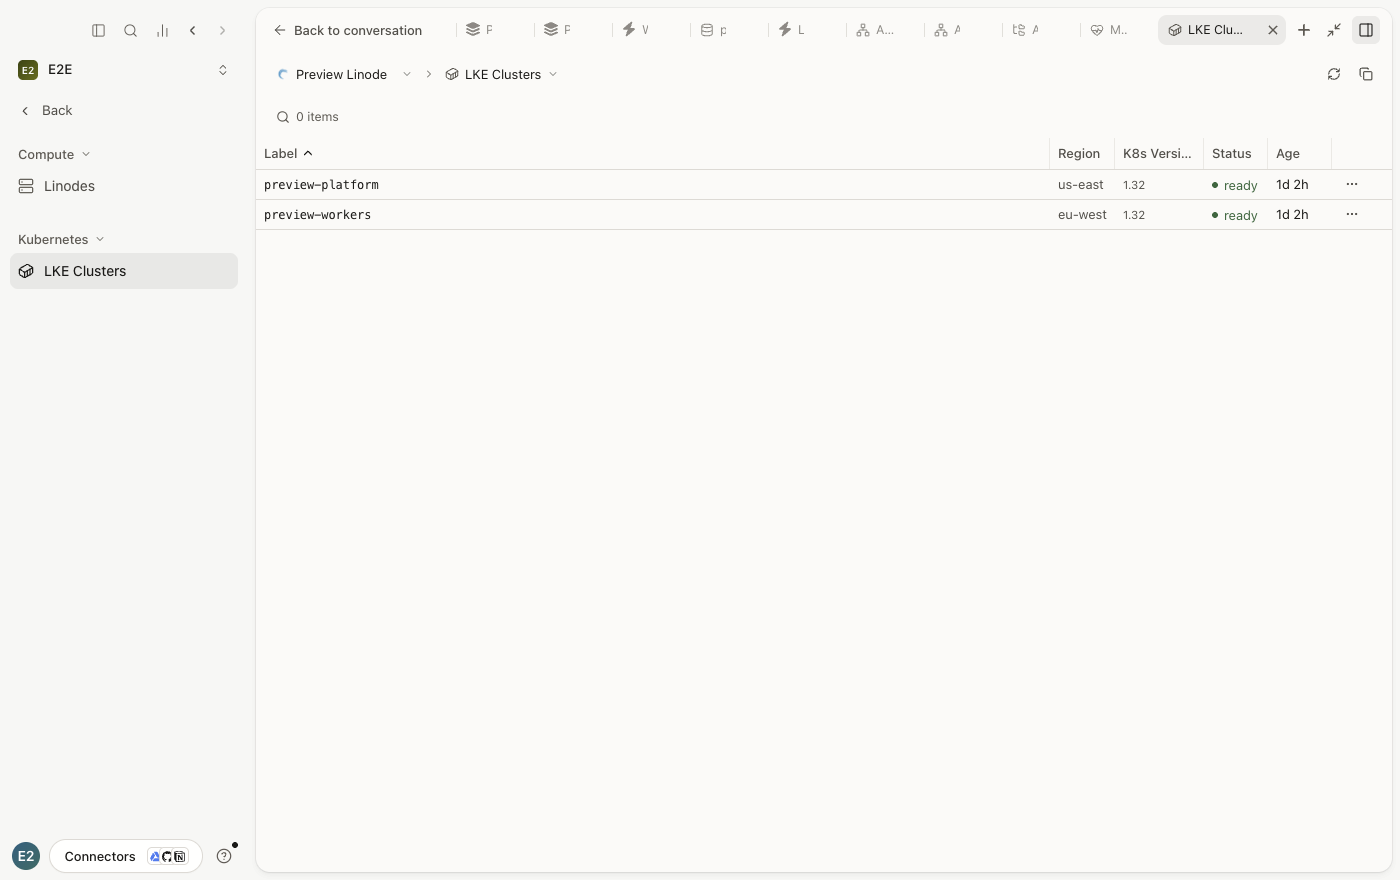 Back to conversation
P
P
W
p
L
A...
A
A
M..
LKE Clu...
E2
E2E
Preview Linode
LKE Clusters
Back
0 items
Compute
Label
Region
K8s Versi...
Status
Age
Linodes
preview-platform
us-east
1.32
ready
1d 2h
preview-workers
eu-west
1.32
ready
1d 2h
Kubernetes
LKE Clusters
E2
Connectors